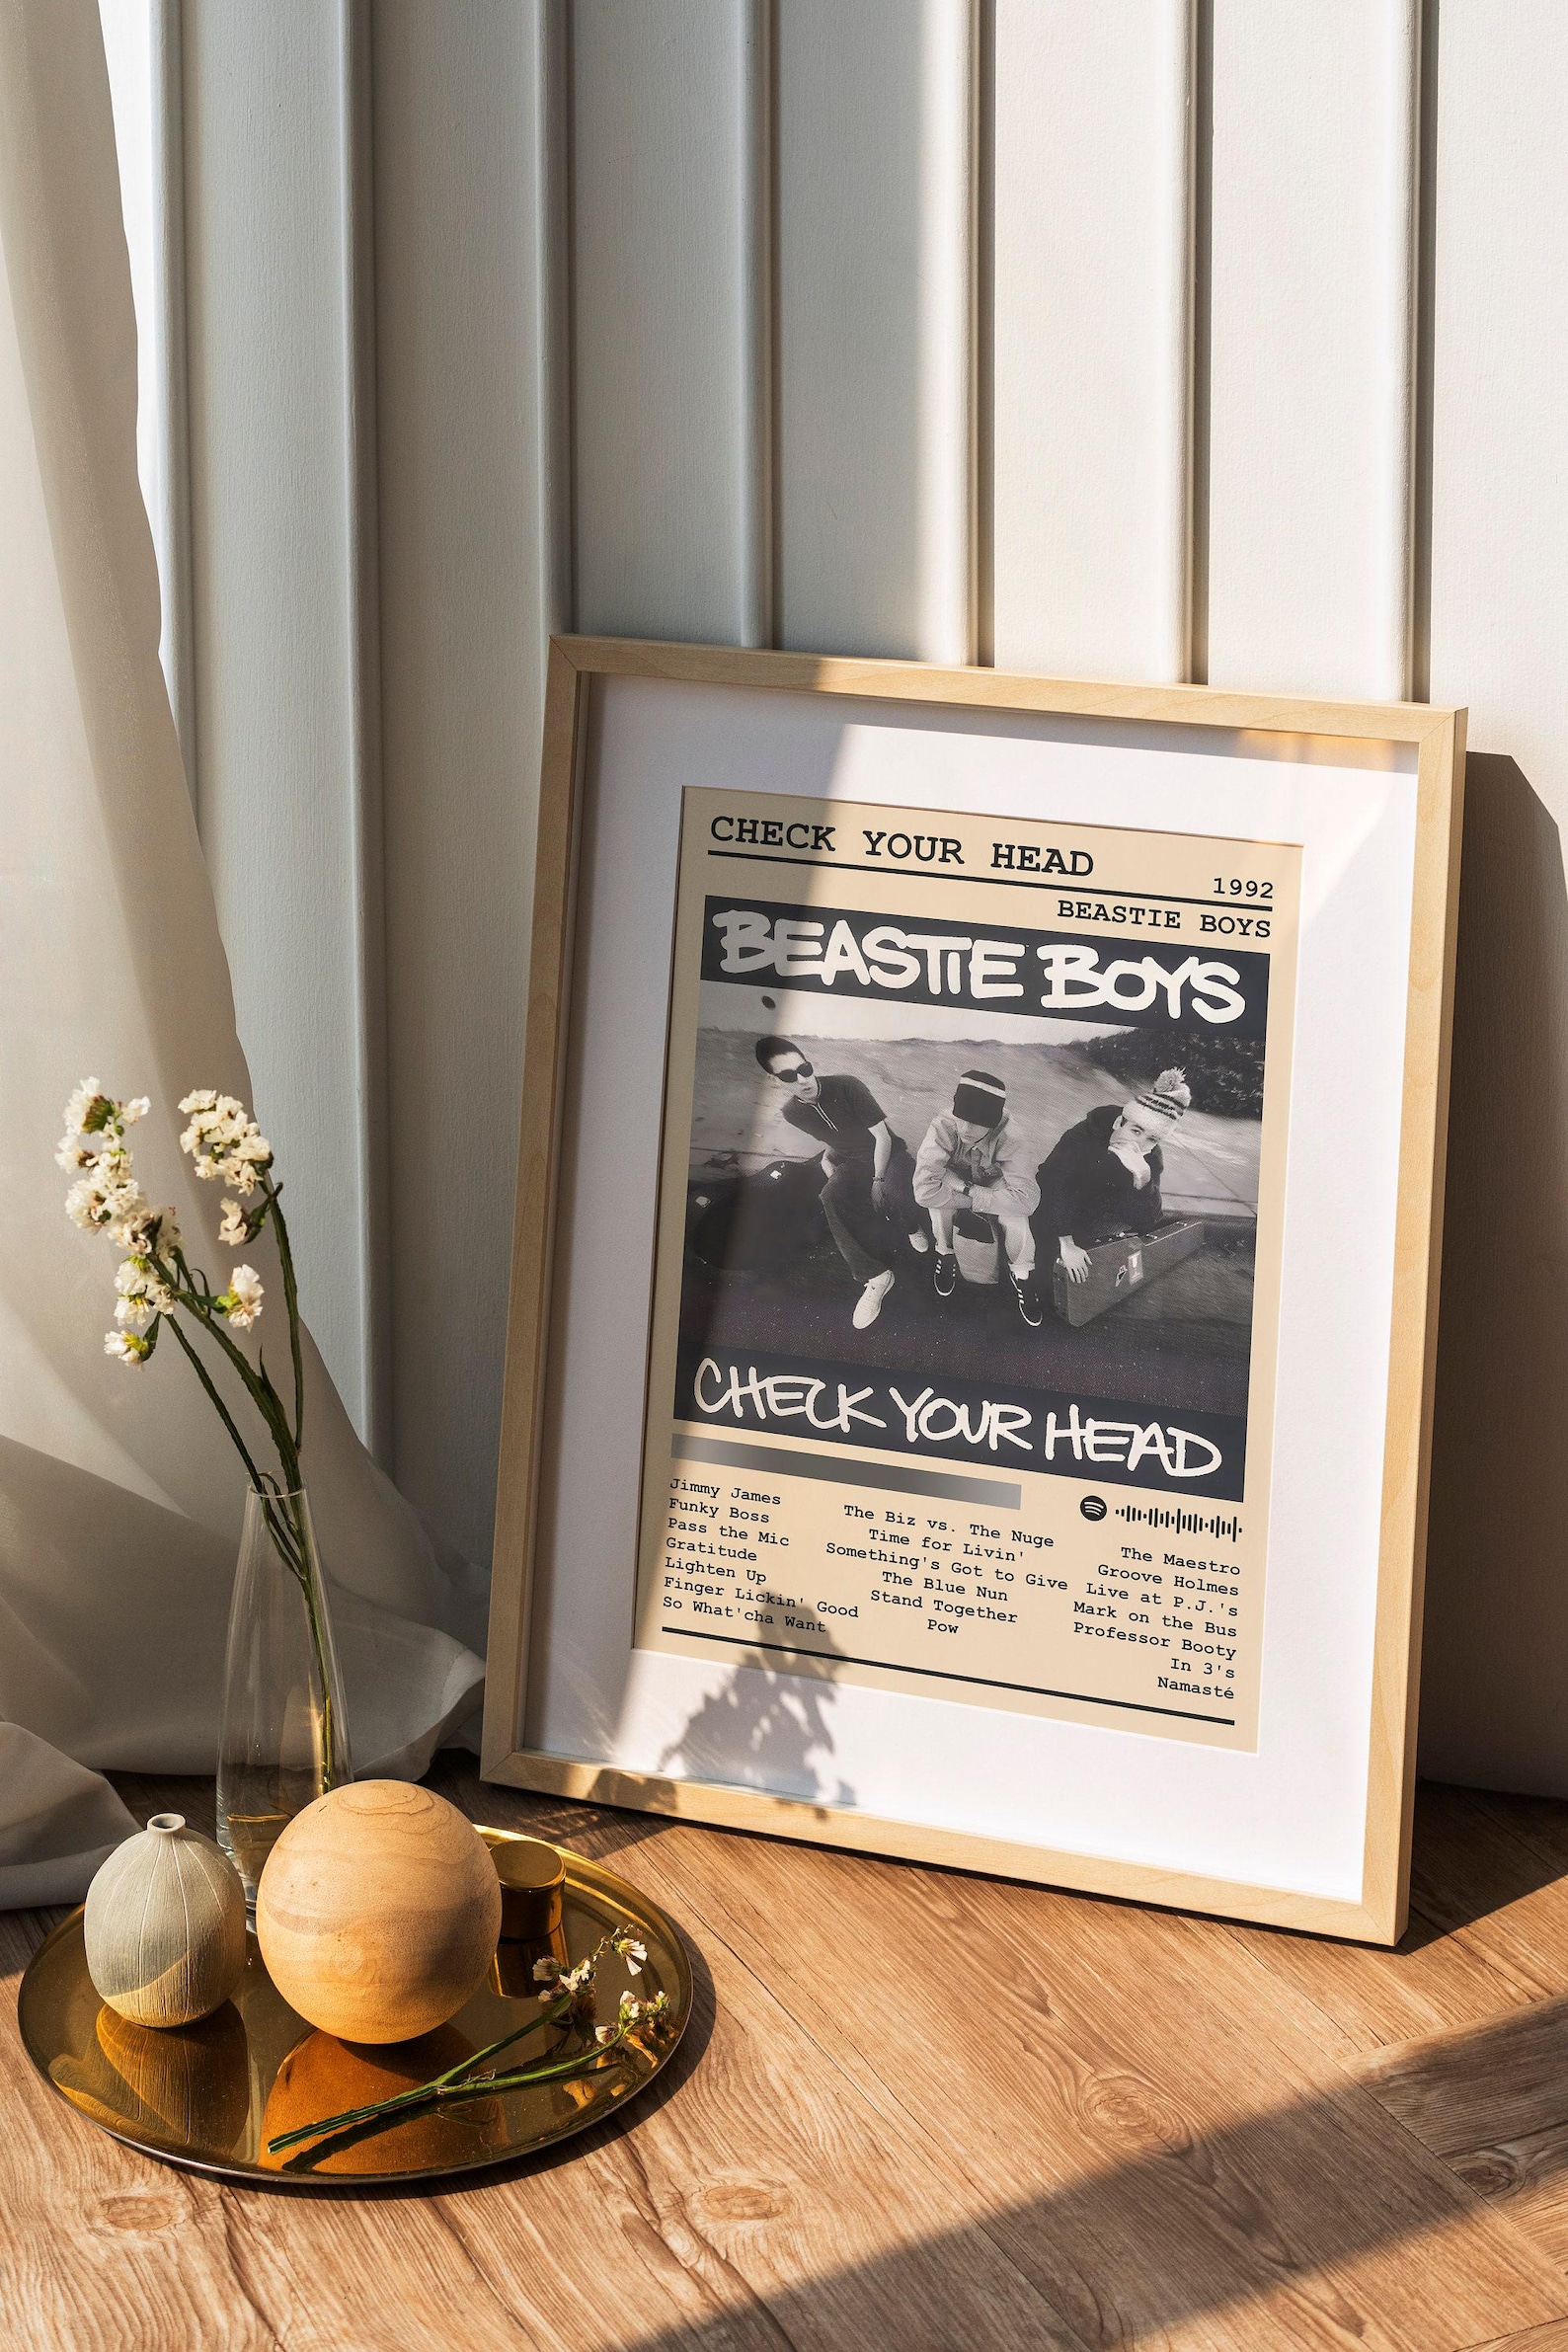 CHECK YOUR HEAD
1992
BEASTIE BOYS
BEASTIE BOYS
CHECK YOUR HEAD
Jimmy James
Funky Boss
Pass the Mic
Gratitude
Lighten Up
Finger Lickin' Good
So What'cha Want
The Biz vs. The Nuge
Time for Livin'
Something's Got to Give
The Blue Nun
Stand Together
Pow
The Maestro
Groove Holmes
Live at P.J.'s
Mark on the Bus
Professor Booty
In 3's
Namasté